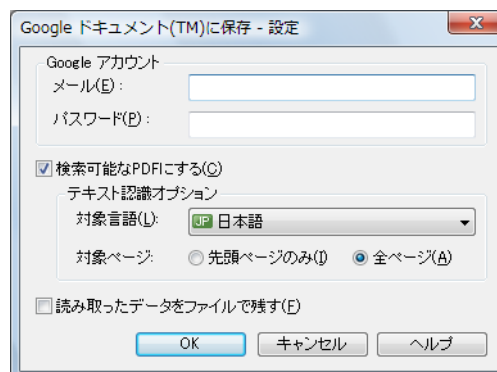 Google ドキュメント(TM)に保存 - 設定
Google アカウント
メール(E) :
パスワード(P) :
検索可能なPDFにする(C)
テキスト認識オプション
対象言語(L): JP 日本語
対象ページ: 先頭ページのみ(I) 全ページ(A)
読み取ったデータをファイルで残す(F)
OK キャンセル ヘルプ